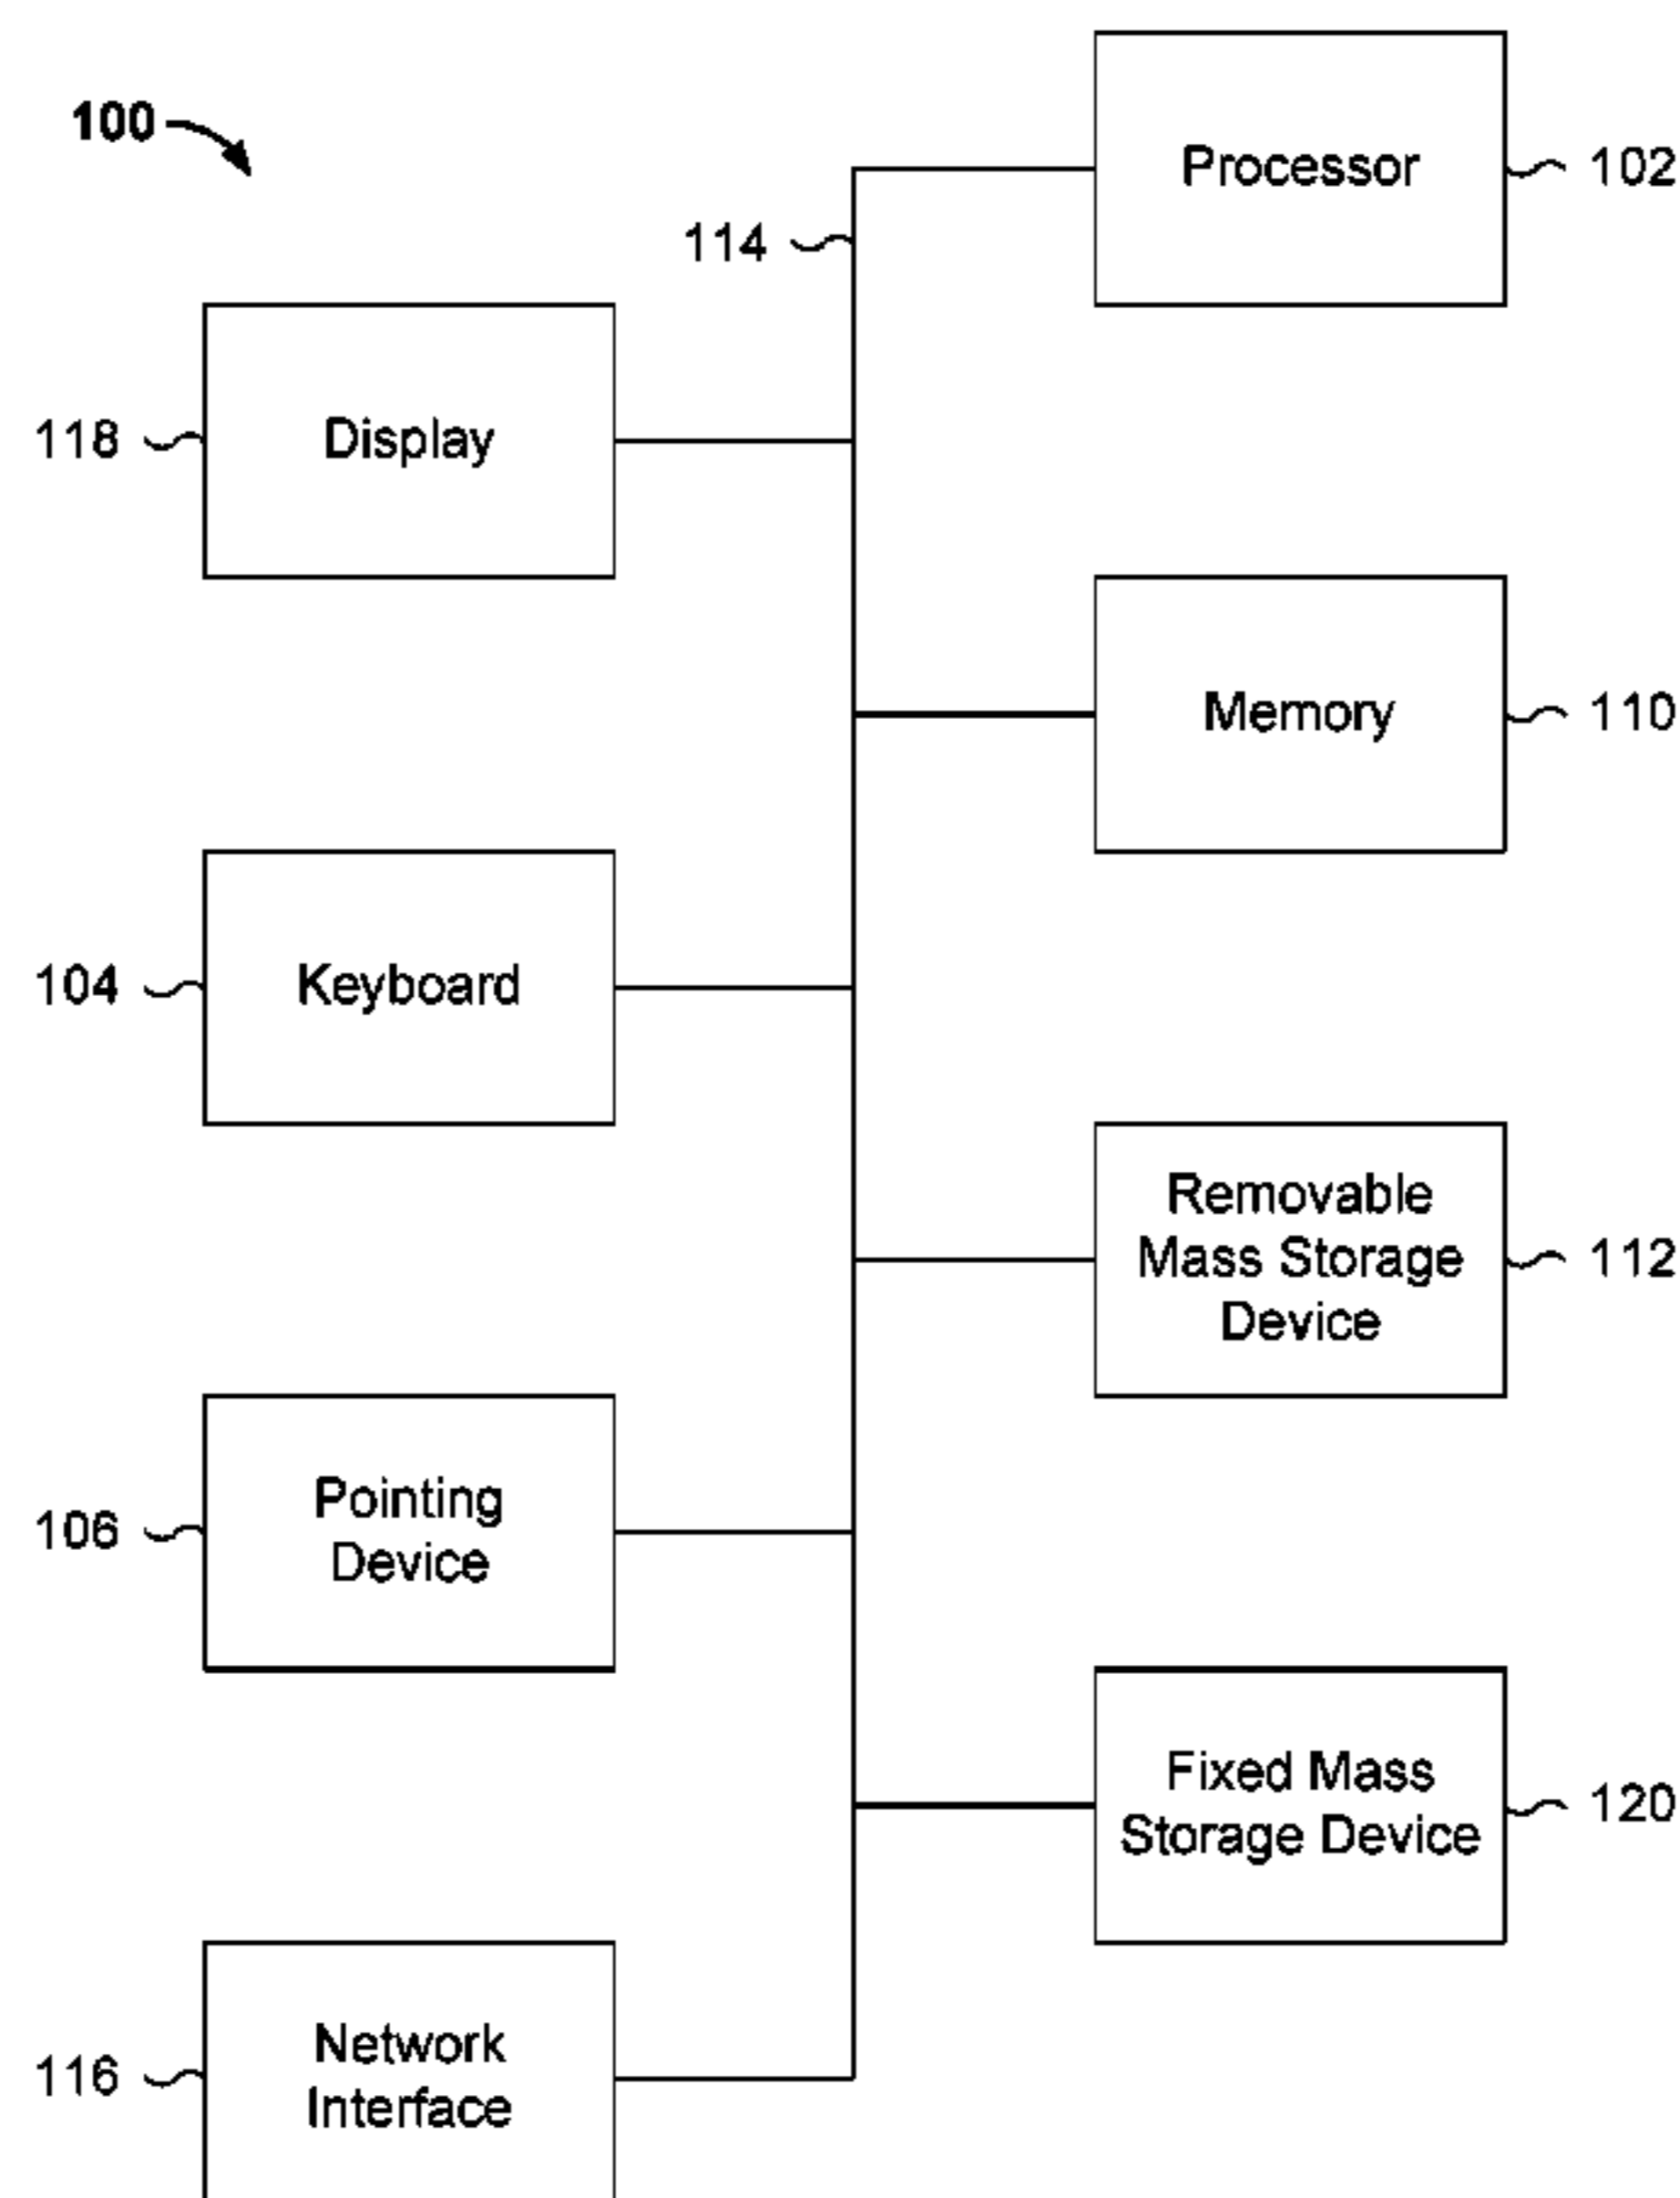 100
Processor
102
114
118
Display
Memory
110
104
Keyboard
Removable
Mass Storage
Device
112
106
Pointing
Device
Fixed Mass
Storage Device
120
116
Network
Interface